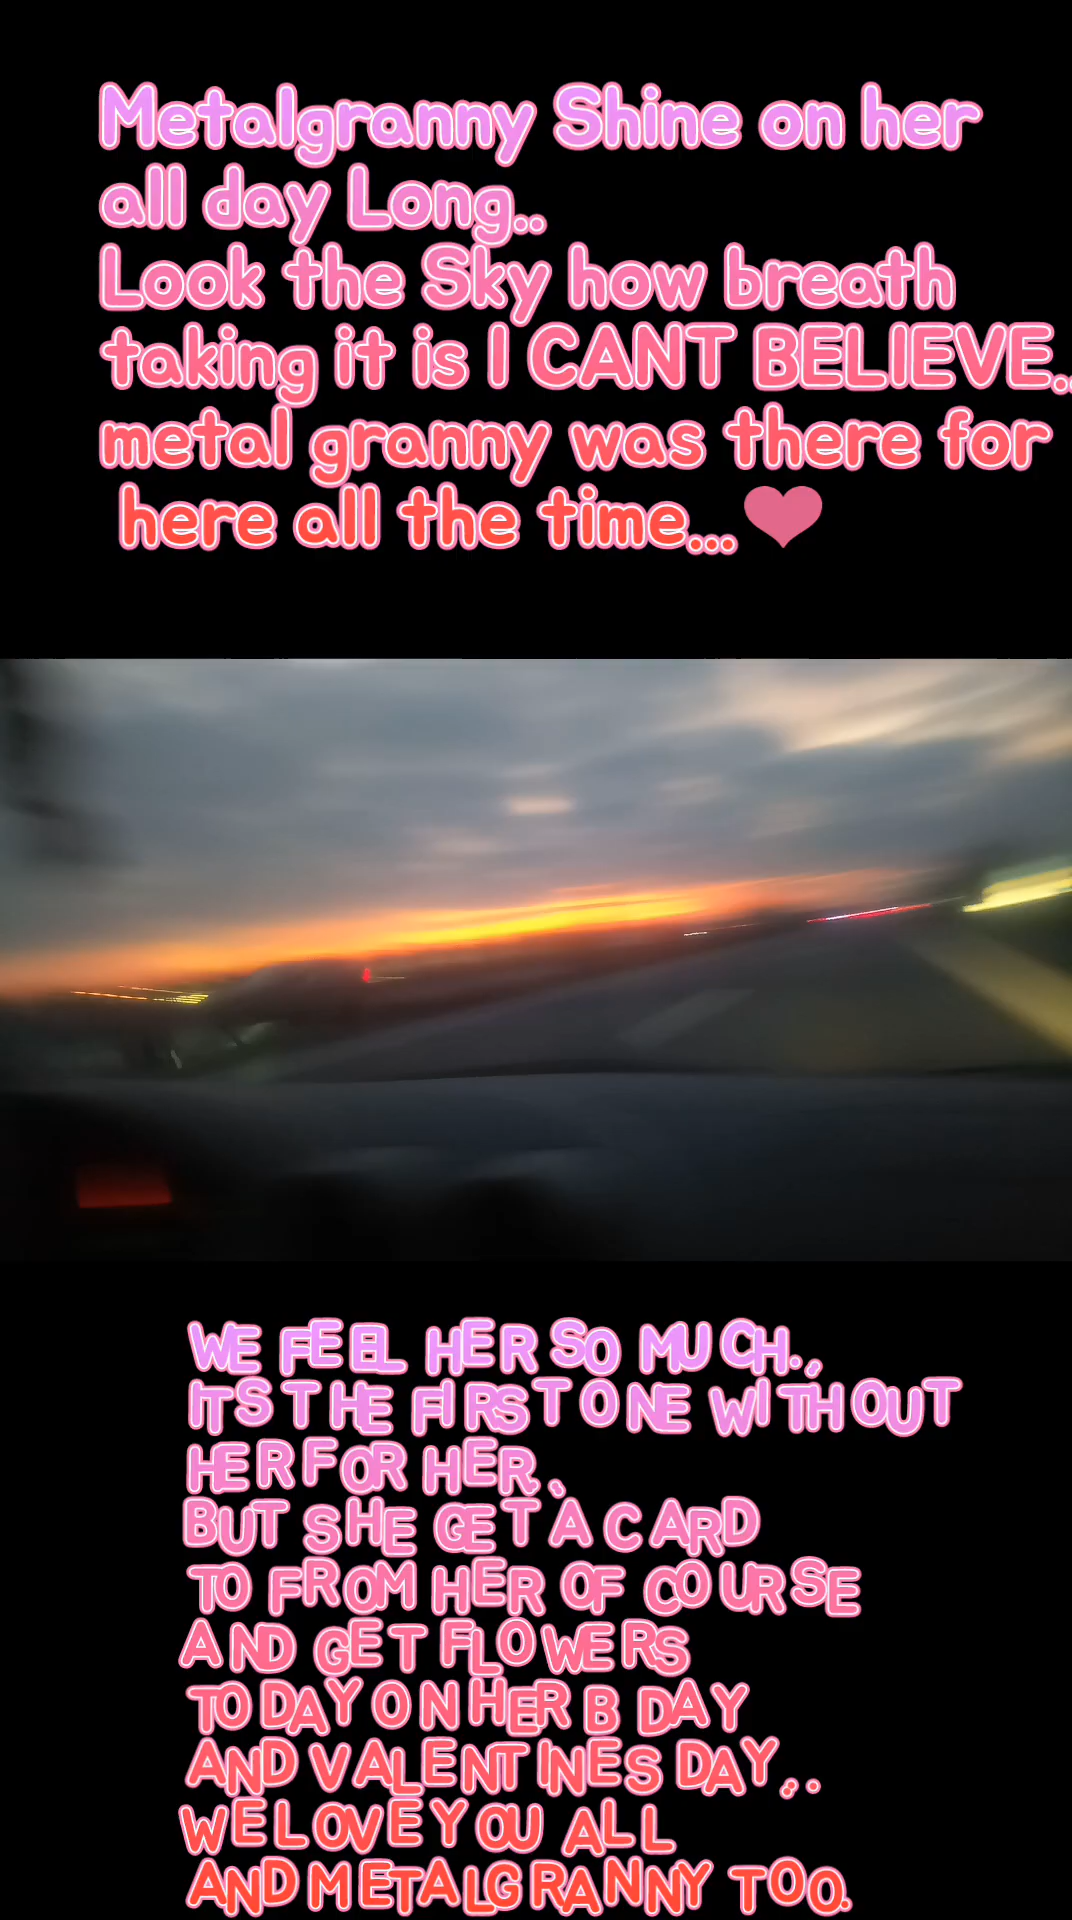 Metalgranny Shine on her
all day Long..
Look the Sky how breath
taking it is I CANT BELIEVE..
metal granny was there for
here all the time...❤
WE FEEL HER SO MUCH.,
ITS THE FIRST ONE WITHOUT
HER FOR HER.,
BUT SHE GET A CARD
TO FROM HER OF COURSE
AND GET FLOWERS
TODAY ON HER B DAY
AND VALENTINES DAY,..
WE LOVE YOU ALL
AND METALGRANNY TOO.